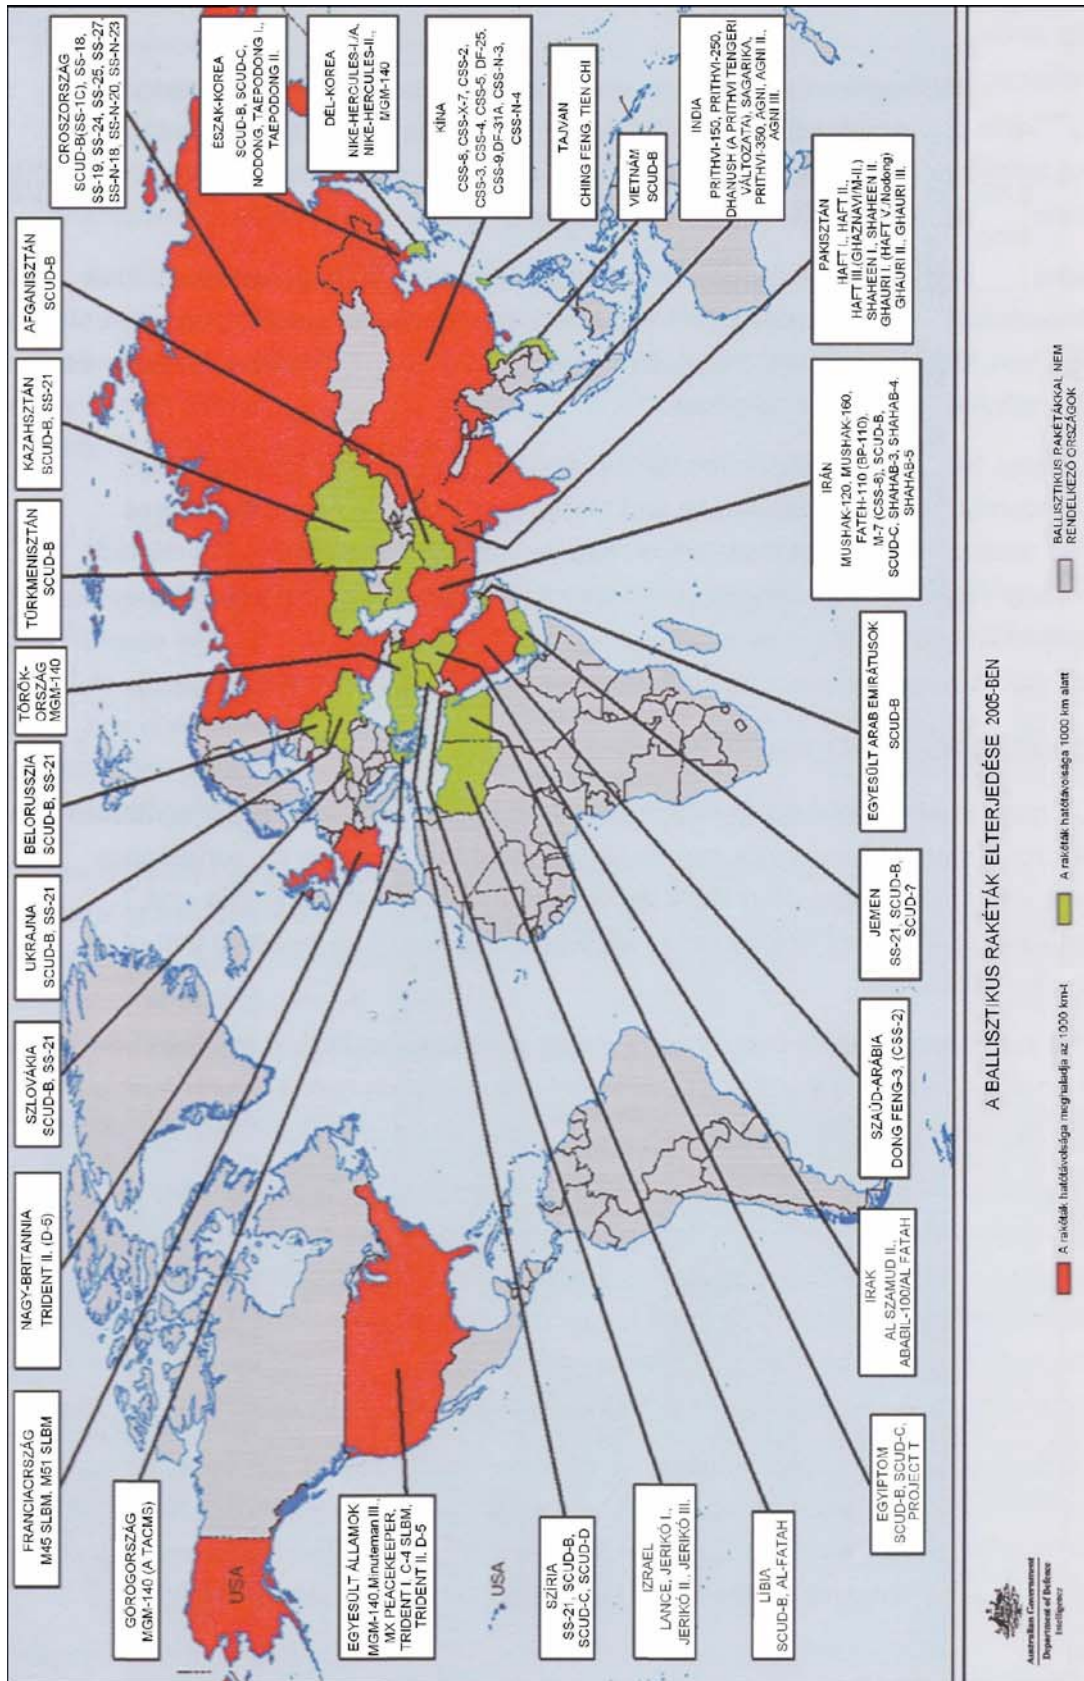 FRANCIAORSZÁG
M45 SLBM, M51 SLBM
NAGY-BRITANNIA
TRIDENT II. (D-5)
SZLOVÁKIA
SCUD-B, SS-21
UKRAJNA
SCUD-B, SS-21
BELORUSSZIA
SCUD-B, SS-21
TÖRÖK-
ORSZÁG
MGM-140
TÜRKMENISZTÁN
SCUD-B
KAZAHSZTÁN
SCUD-B, SS-21
AFGANISZTÁN
SCUD-B
OROSZORSZÁG
SCUD-B(SS-1C), SS-18,
SS-19, SS-24, SS-25, SS-27,
SS-N-18, SS-N-20, SS-N-23
ÉSZAK-KOREA
SCUD-B, SCUD-C,
NODONG, TAEPODONG I.,
TAEPODONG II.
DÉL-KOREA
NIKE-HERCULES-I./A,
NIKE-HERCULES-II.,
MGM-140
KÍNA
CSS-8, CSS-X-7, CSS-2,
CSS-3, CSS-4, CSS-5, DF-25,
CSS-9,DF-31A, CSS-N-3,
CSS-N-4
TAJVAN
CHING FENG, TIEN CHI
VIETNÁM
SCUD-B
INDIA
PRITHVI-150, PRITHVI-250,
DHANUSH (A PRITHVI TENGERI
VÁLTOZATA), SAGARIKA,
PRITHVI-350, AGNI, AGNI II.,
AGNI III.
PAKISZTÁN
HAFT I., HAFT II.,
HAFT III.(GHAZNAVI/M-II.)
SHAHEEN I., SHAHEEN II.
GHAURI I. (HAFT V./Nodong)
GHAURI II., GHAURI III.
IRÁN
MUSHAK-120, MUSHAK-160,
FATEH-110 (BP-110),
M-7 (CSS-8), SCUD-B,
SCUD-C, SHAHAB-3, SHAHAB-4,
SHAHAB-5
EGYESÜLT ARAB EMIRÁTUSOK
SCUD-B
JEMEN
SS-21, SCUD-B,
SCUD-?
SZAÚD-ARÁBIA
DONG FENG-3, (CSS-2)
IRAK
AL SZAMUD II.,
ABABIL-100/AL FATAH
EGYIPTOM
SCUD-B, SCUD-C,
PROJECT T
LÍBIA
SCUD-B, AL-FATAH
IZRAEL
LANCE, JERIKÓ I.,
JERIKÓ II., JERIKÓ III.
SZÍRIA
SS-21, SCUD-B,
SCUD-C, SCUD-D
EGYESÜLT ÁLLAMOK
MGM-140,Minuteman III.,
MX PEACEKEEPER,
TRIDENT I. C-4 SLBM,
TRIDENT II. D-5
GÖRÖGORSZÁG
MGM-140 (A TACMS)
USA
USA
A BALLISZTIKUS RAKÉTÁK ELTERJEDÉSE 2005-BEN
A rakéták hatótávolsága meghaladja az 1000 km-t
A rakéták hatótávolsága 1000 km alatt
BALLISZTIKUS RAKÉTÁKKAL NEM
RENDELKEZŐ ORSZÁGOK
Australian Government
Department of Defence
Intelligence